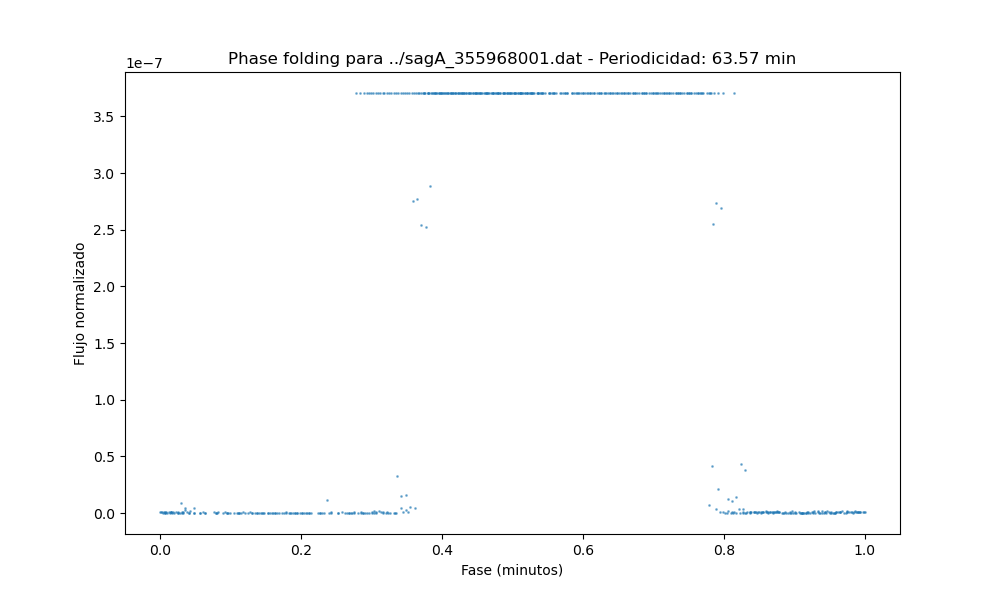 Phase folding para ../sagA_355968001.dat - Periodicidad: 63.57 min
1e−7
3.5
3.0
2.5
2.0
1.5
1.0
0.5
0.0
Flujo normalizado
0.0 0.2 0.4 0.6 0.8 1.0
Fase (minutos)